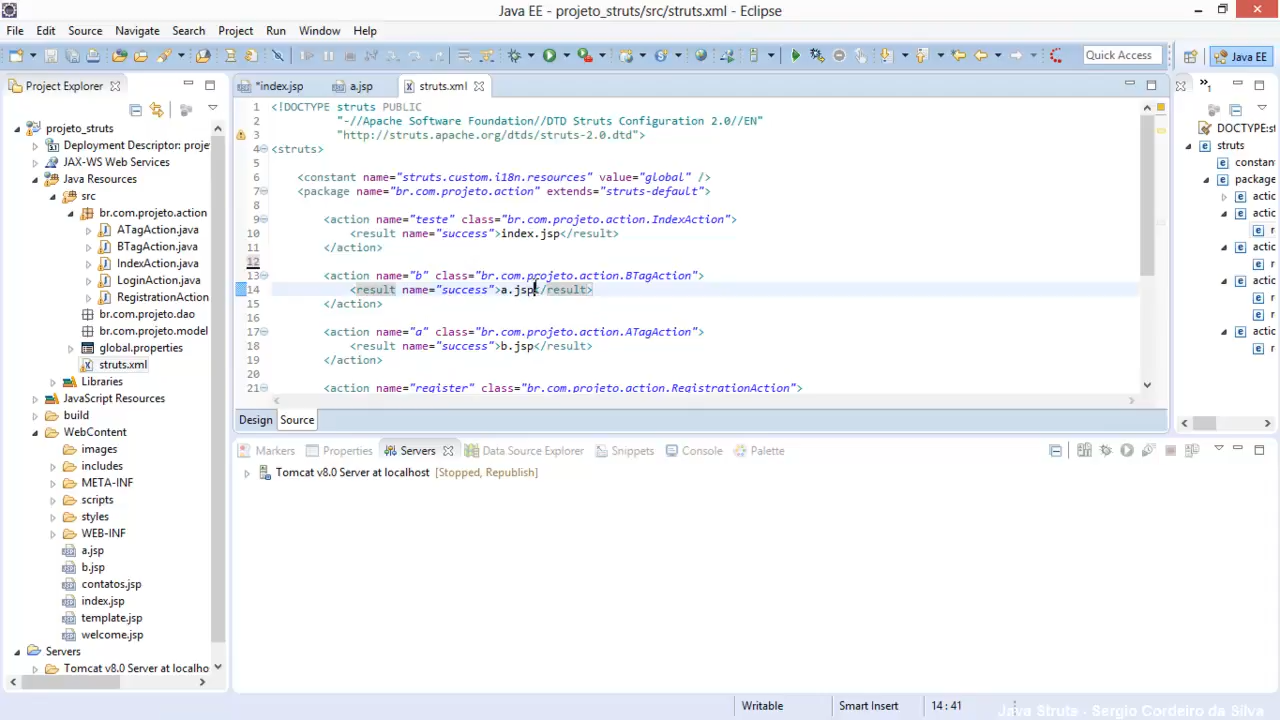 Java EE - projeto_struts/src/struts.xml - Eclipse
File Edit Source Navigate Search Project Run Window Help
Quick Access
Java EE
Project Explorer
*index.jsp
a.jsp
struts.xml
1
projeto_struts
Deployment Descriptor: proje
JAX-WS Web Services
Java Resources
src
br.com.projeto.action
ATagAction.java
BTagAction.java
IndexAction.java
LoginAction.java
RegistrationAction
br.com.projeto.dao
br.com.projeto.model
global.properties
struts.xml
Libraries
JavaScript Resources
build
WebContent
images
includes
META-INF
scripts
styles
WEB-INF
a.jsp
b.jsp
contatos.jsp
index.jsp
template.jsp
welcome.jsp
Servers
Tomcat v8.0 Server at localho
1 <!DOCTYPE struts PUBLIC
2 "-//Apache Software Foundation//DTD Struts Configuration 2.0//EN"
3 "http://struts.apache.org/dtds/struts-2.0.dtd">
4 <struts>
5
6 <constant name="struts.custom.i18n.resources" value="global" />
7 <package name="br.com.projeto.action" extends="struts-default">
8
9 <action name="teste" class="br.com.projeto.action.IndexAction">
10 <result name="success">index.jsp</result>
11 </action>
12
13 <action name="b" class="br.com.projeto.action.BTagAction">
14 <result name="success">a.jsp</result>
15 </action>
16
17 <action name="a" class="br.com.projeto.action.ATagAction">
18 <result name="success">b.jsp</result>
19 </action>
20
21 <action name="register" class="br.com.projeto.action.RegistrationAction">
Design Source
DOCTYPE:st
struts
constan
package
actic
actic
r
actic
r
actic
r
r
actic
r
Markers Properties Servers Data Source Explorer Snippets Console Palette
Tomcat v8.0 Server at localhost [Stopped, Republish]
Writable Smart Insert 14 : 41
Java Struts - Sergio Cordeiro da Silva